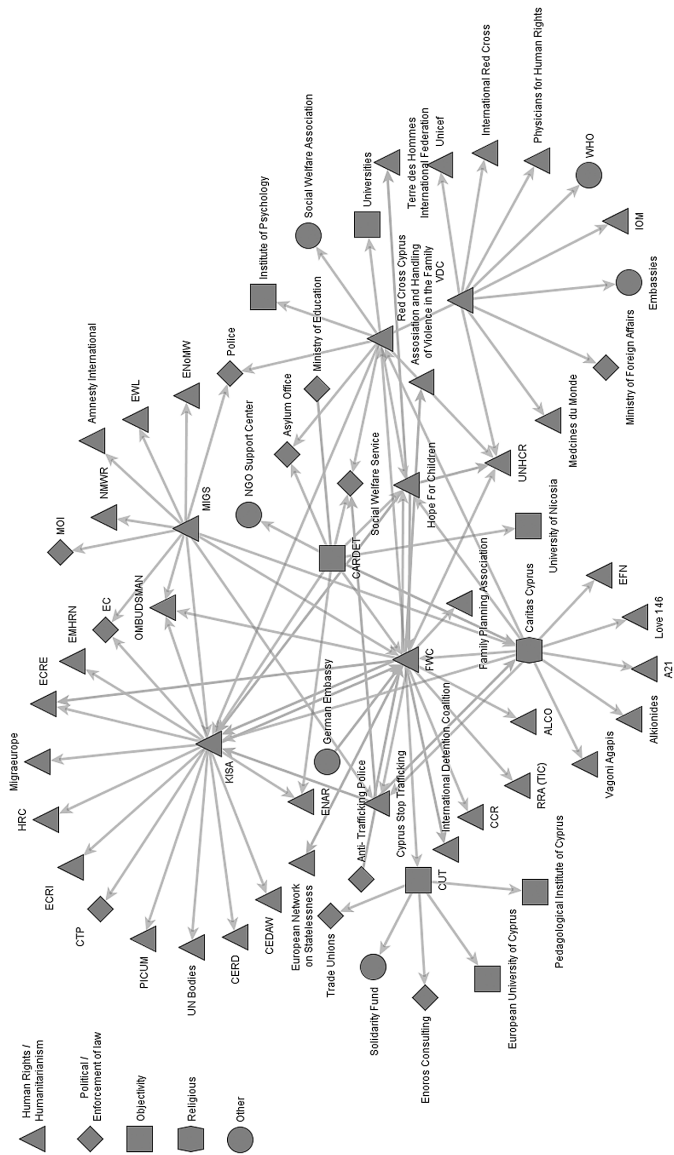 Human Rights /
Humanitarianism
Political /
Enforcement of law
Objectivity
Religious
Other
Migraeurope
ECRE
EMHRN
EC
MOI
NMWR
Amnesty International
EWL
ENoMW
Police
MIGS
OMBUDSMAN
HRC
ECRI
CTP
PICUM
UN Bodies
CERD
CEDAW
KISA
NGO Support Center
Institute of Psychology
Social Welfare Association
Ministry of Education
Asylum Office
Universities
Social Welfare Service
CARDET
German Embassy
ENAR
European Network
on Statelessness
Anti- Trafficing Police
Trade Unions
Cyprus Stop Trafficking
Solidarity Fund
Enoros Consulting
CUT
European University of Cyprus
Pedagological Institute of Cyprus
International Detention Coalition
CCR
RRA (TIC)
ALCO
FWC
Family Planning Association
Hope For Children
Red Cross Cyprus
Assosiation and Handling
of Violence in the Family
VDC
Terre des Hommes
International Federation
Unicef
International Red Cross
Physicians for Human Rights
WHO
IOM
Embassies
Ministry of Foreign Affairs
Medcines du Monde
UNHCR
University of Nicosia
Caritas Cyprus
EFN
Love 146
A21
Alkionides
Vagoni Agapis